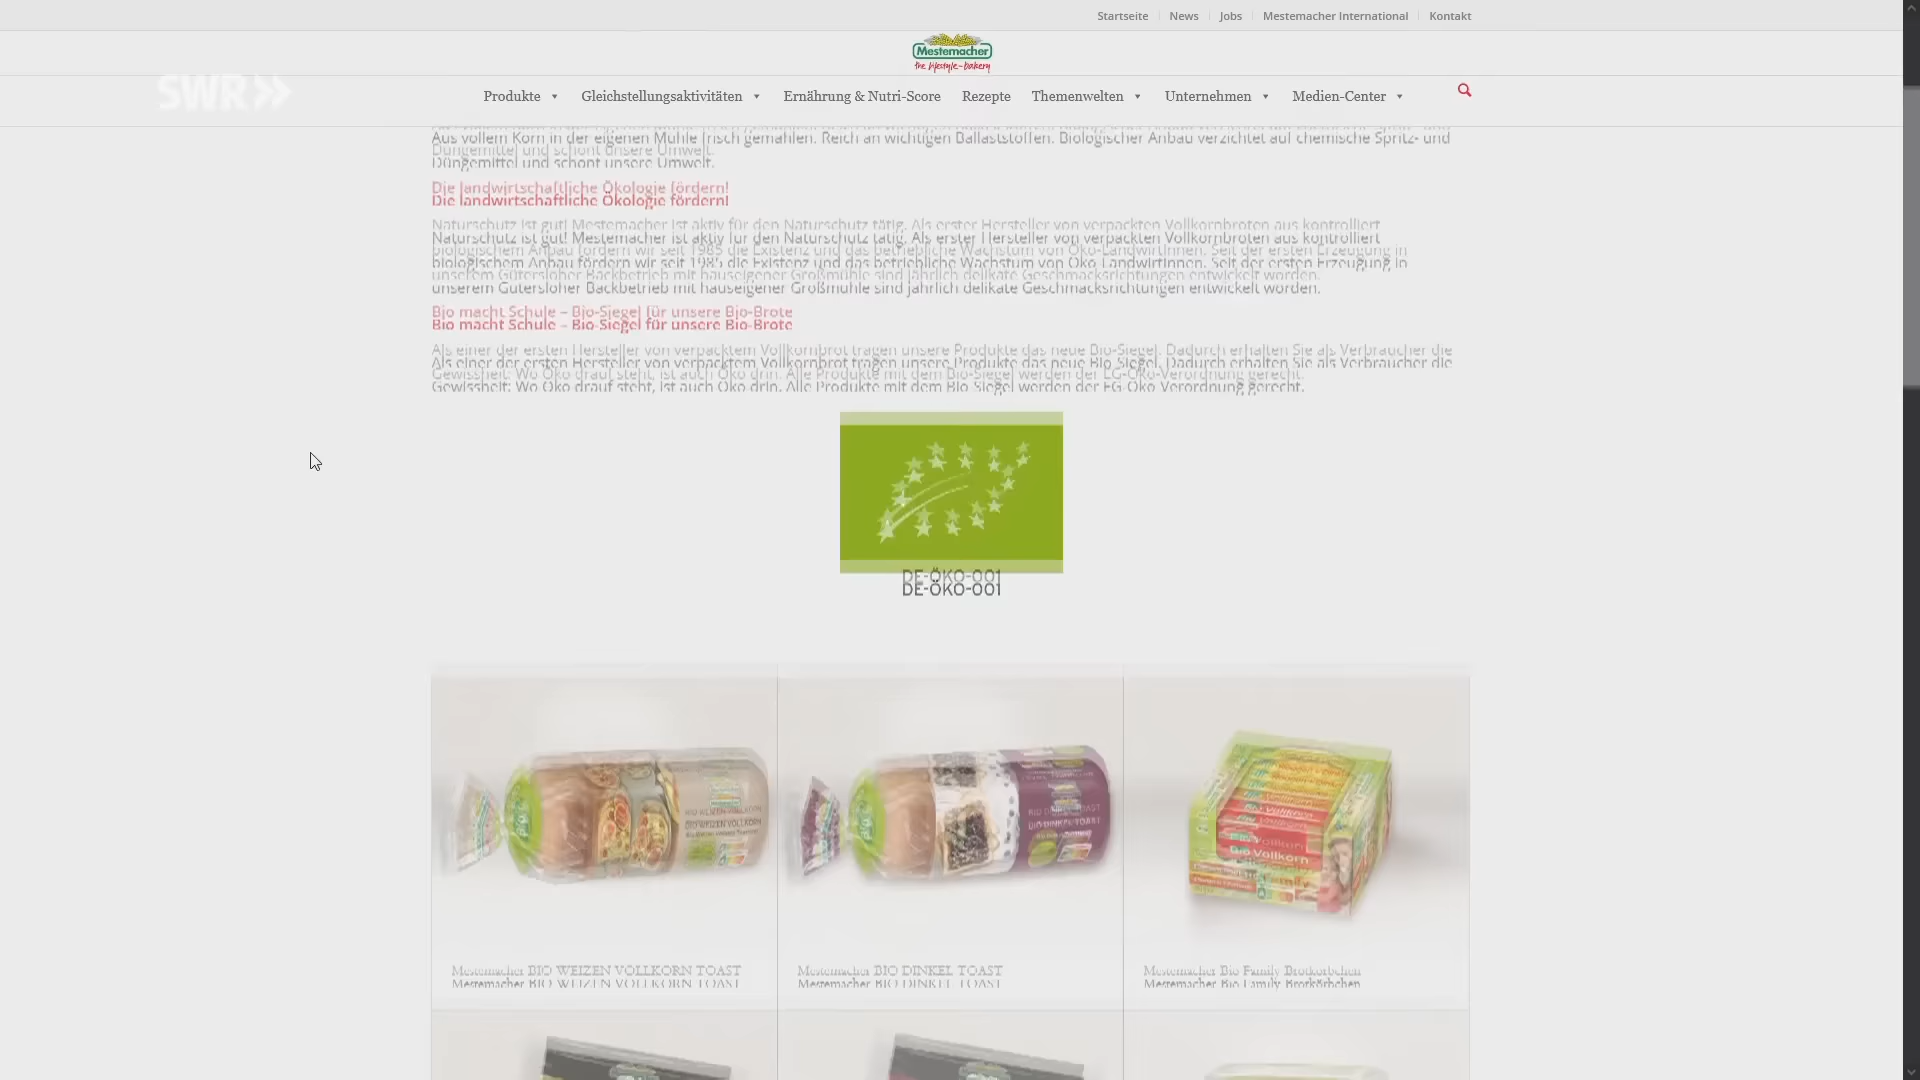 Startseite News Jobs Mestemacher International Kontakt
Mestemacher
the lifestyle-bakery
SWR
Produkte Gleichstellungsaktivitäten Ernährung & Nutri-Score Rezepte Themenwelten Unternehmen Medien-Center
Aus vollem Korn in der eigenen Mühle frisch gemahlen. Reich an wichtigen Ballaststoffen. Biologischer Anbau verzichtet auf chemische Spritz- und
Düngemittel und schont unsere Umwelt.
Die landwirtschaftliche Ökologie fördern!
Naturschutz ist gut! Mestemacher ist aktiv für den Naturschutz tätig. Als erster Hersteller von verpackten Vollkornbroten aus kontrolliert
biologischem Anbau fördern wir seit 1985 die Existenz und das betriebliche Wachstum von Öko-LandwirtInnen. Seit der ersten Erzeugung in
unserem Gütersloher Backbetrieb mit hauseigener Großmühle sind jährlich delikate Geschmacksrichtungen entwickelt worden.
Bio macht Schule – Bio-Siegel für unsere Bio-Brote
Als einer der ersten Hersteller von verpacktem Vollkornbrot tragen unsere Produkte das neue Bio-Siegel. Dadurch erhalten Sie als Verbraucher die
Gewissheit: Wo Öko drauf steht, ist auch Öko drin. Alle Produkte mit dem Bio-Siegel werden der EG-Öko-Verordnung gerecht.
DE-ÖKO-001
BIO WEIZEN VOLLKORN
BIO DINKEL TOAST
Bio Vollkorn
Mestemacher BIO WEIZEN VOLLKORN TOAST
Mestemacher BIO DINKEL TOAST
Mestemacher Bio Family Brotkörbchen